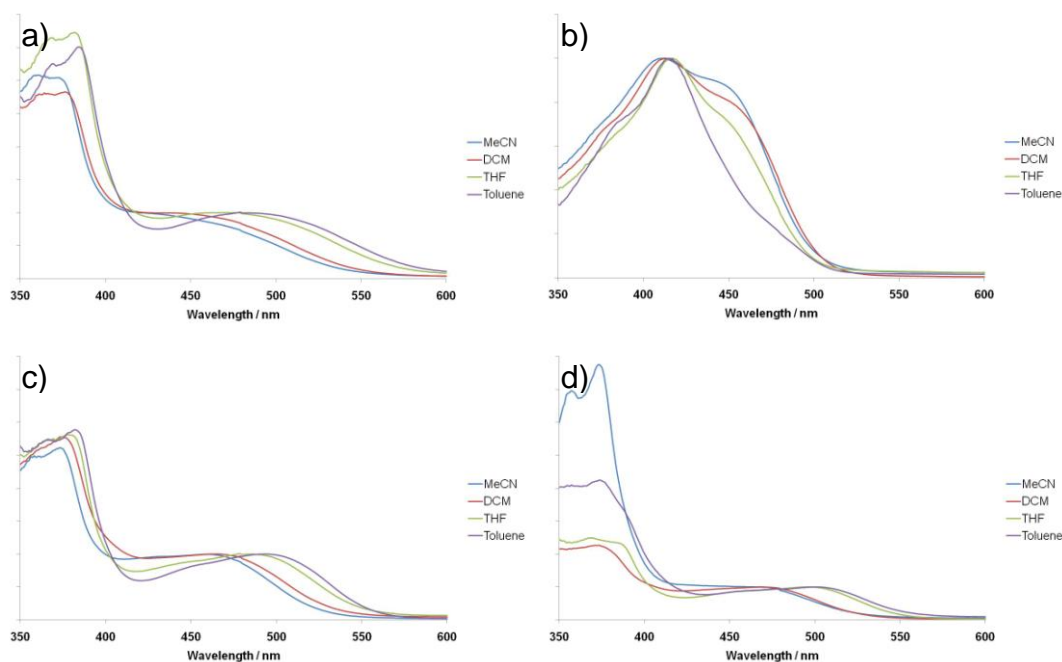 a)
MeCN
DCM
THF
Toluene
350 400 450 500 550 600
Wavelength / nm
b)
MeCN
DCM
THF
Toluene
350 400 450 500 550 600
Wavelength / nm
c)
MeCN
DCM
THF
Toluene
350 400 450 500 550 600
Wavelength / nm
d)
MeCN
DCM
THF
Toluene
350 400 450 500 550 600
Wavelength / nm